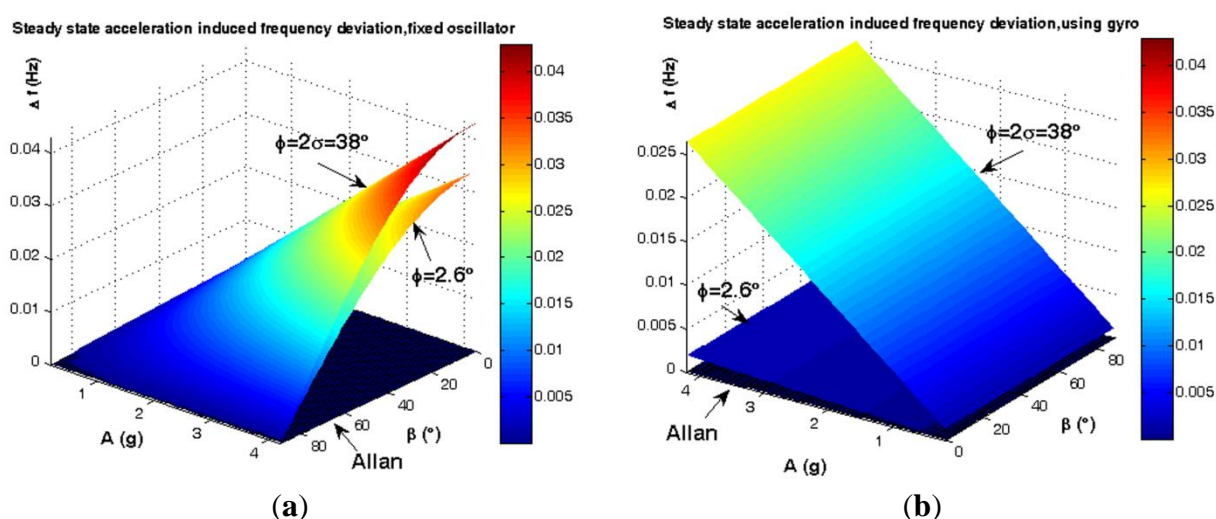 Steady state acceleration induced frequency deviation,fixed oscillator
Δ f (Hz)
0.04
0.03
0.02
0.01
0
ϕ=2σ=38°
ϕ=2.6°
1
2
3
4
A (g)
80
60
40
20
0
β (°)
Allan
0.04
0.035
0.03
0.025
0.02
0.015
0.01
0.005
(a)
Steady state acceleration induced frequency deviation,using gyro
Δ f (Hz)
0.025
0.02
0.015
0.01
0.005
0
ϕ=2σ=38°
ϕ=2.6°
Allan
4
3
2
1
A (g)
0
20
40
60
80
β (°)
0.04
0.035
0.03
0.025
0.02
0.015
0.01
0.005
(b)